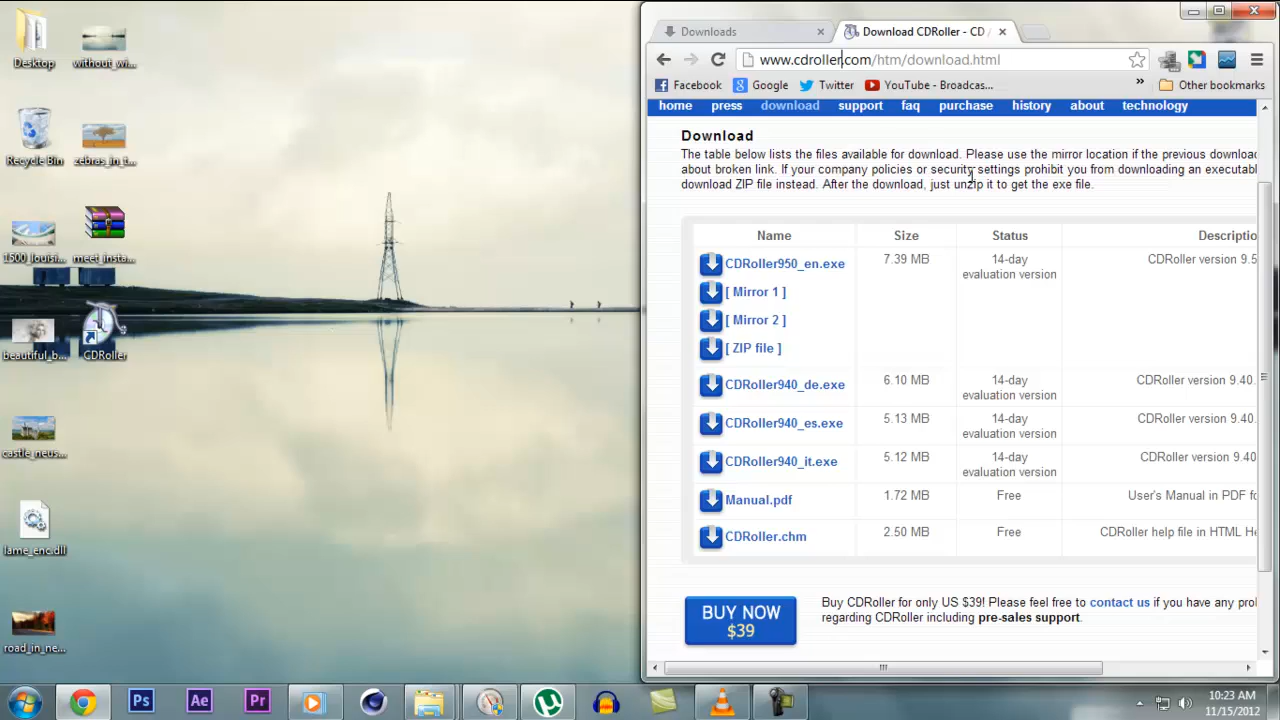 Desktop
without_wi...
Recycle Bin
zebras_in_t...
1500_louisi...
meet_insta...
beautiful_b...
CDRoller
castle_neus...
lame_enc.dll
road_in_ne...
Downloads
Download CDRoller - CD /
www.cdroller.com/htm/download.html
Facebook
Google
Twitter
YouTube - Broadcas...
»
Other bookmarks
home press download support faq purchase history about technology
Download
The table below lists the files available for download. Please use the mirror location if the previous downloa
about broken link. If your company policies or security settings prohibit you from downloading an executabl
download ZIP file instead. After the download, just unzip it to get the exe file.
Name Size Status Descriptio
CDRoller950_en.exe 7.39 MB 14-day evaluation version CDRoller version 9.5
[ Mirror 1 ]
[ Mirror 2 ]
[ ZIP file ]
CDRoller940_de.exe 6.10 MB 14-day evaluation version CDRoller version 9.40.
CDRoller940_es.exe 5.13 MB 14-day evaluation version CDRoller version 9.40
CDRoller940_it.exe 5.12 MB 14-day evaluation version CDRoller version 9.40
Manual.pdf 1.72 MB Free User's Manual in PDF fo
CDRoller.chm 2.50 MB Free CDRoller help file in HTML He
BUY NOW
$39
Buy CDRoller for only US $39! Please feel free to contact us if you have any pro
regarding CDRoller including pre-sales support.
Ps
Ae
Pr
10:23 AM
11/15/2012